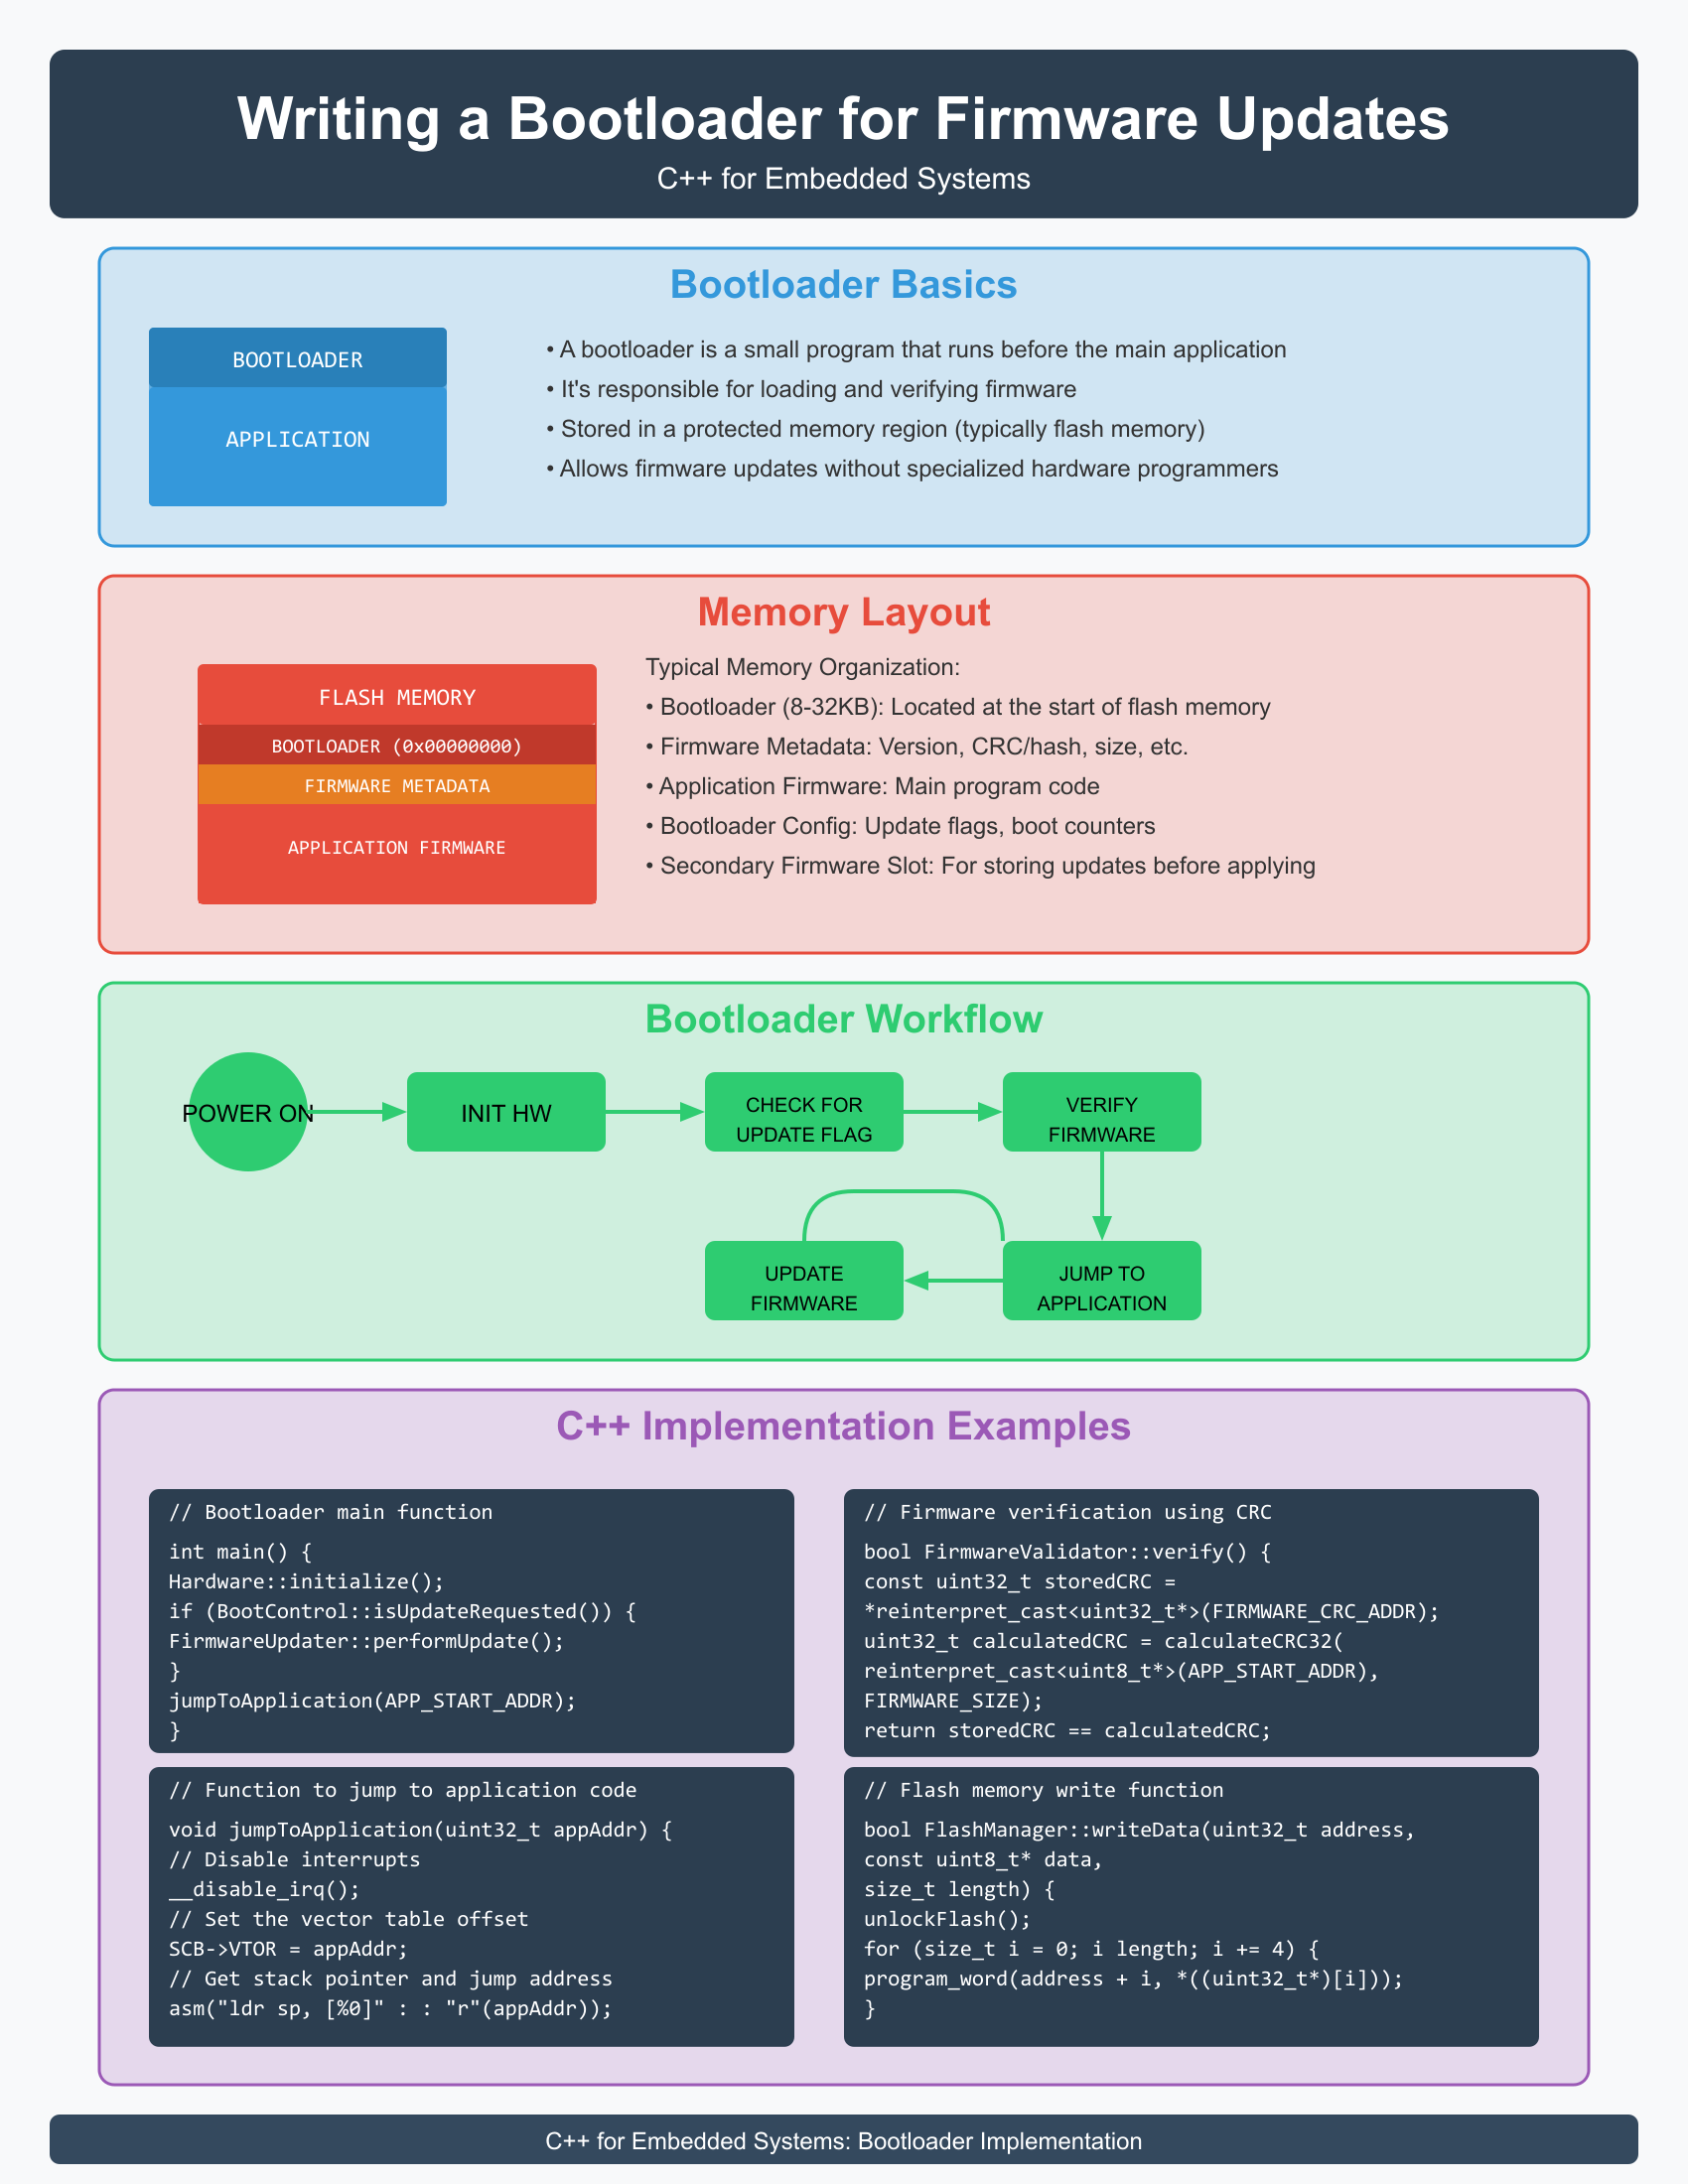 Writing a Bootloader for Firmware Updates
C++ for Embedded Systems
Bootloader Basics
BOOTLOADER
APPLICATION
• A bootloader is a small program that runs before the main application
• It's responsible for loading and verifying firmware
• Stored in a protected memory region (typically flash memory)
• Allows firmware updates without specialized hardware programmers
Memory Layout
FLASH MEMORY
BOOTLOADER (0x00000000)
FIRMWARE METADATA
APPLICATION FIRMWARE
Typical Memory Organization:
• Bootloader (8-32KB): Located at the start of flash memory
• Firmware Metadata: Version, CRC/hash, size, etc.
• Application Firmware: Main program code
• Bootloader Config: Update flags, boot counters
• Secondary Firmware Slot: For storing updates before applying
Bootloader Workflow
POWER ON
INIT HW
CHECK FOR
UPDATE FLAG
VERIFY
FIRMWARE
UPDATE
FIRMWARE
JUMP TO
APPLICATION
C++ Implementation Examples
// Bootloader main function
int main() {
Hardware::initialize();
if (BootControl::isUpdateRequested()) {
FirmwareUpdater::performUpdate();
}
jumpToApplication(APP_START_ADDR);
}
// Firmware verification using CRC
bool FirmwareValidator::verify() {
const uint32_t storedCRC =
*reinterpret_cast<uint32_t*>(FIRMWARE_CRC_ADDR);
uint32_t calculatedCRC = calculateCRC32(
reinterpret_cast<uint8_t*>(APP_START_ADDR),
FIRMWARE_SIZE);
return storedCRC == calculatedCRC;
// Function to jump to application code
void jumpToApplication(uint32_t appAddr) {
// Disable interrupts
__disable_irq();
// Set the vector table offset
SCB->VTOR = appAddr;
// Get stack pointer and jump address
asm("ldr sp, [%0]" : : "r"(appAddr));
// Flash memory write function
bool FlashManager::writeData(uint32_t address,
const uint8_t* data,
size_t length) {
unlockFlash();
for (size_t i = 0; i length; i += 4) {
program_word(address + i, *((uint32_t*)[i]));
}
C++ for Embedded Systems: Bootloader Implementation